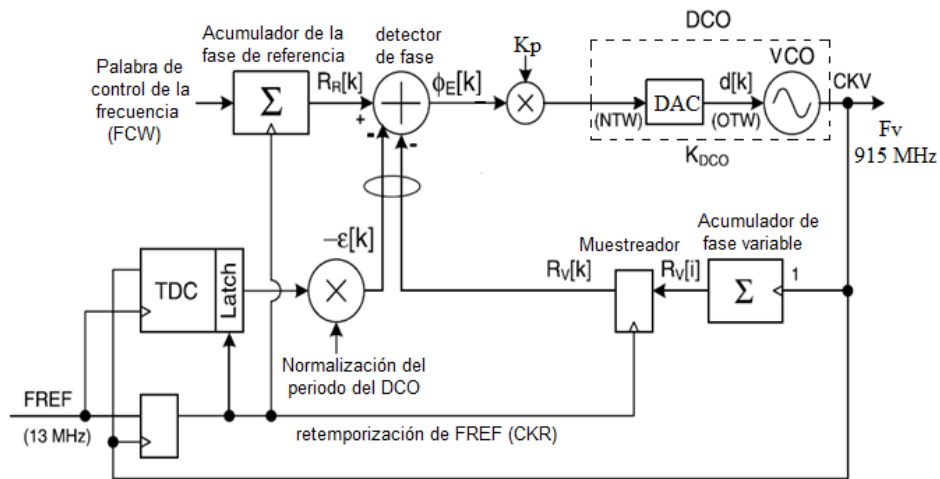 DCO
Acumulador de la
fase de referencia
detector
de fase
Kp
VCO
Palabra de
control de la
frecuencia
(FCW)
Σ
R_R[k]
+
-
-
ϕ_E[k]
(NTW)
DAC
d[k]
(OTW)
CKV
K_DCO
Fv
915 MHz
−ε[k]
Muestreador
Acumulador de
fase variable
TDC
Latch
R_V[k]
R_V[i]
Σ
1
Normalización del
periodo del DCO
FREF
(13 MHz)
retemporización de FREF (CKR)